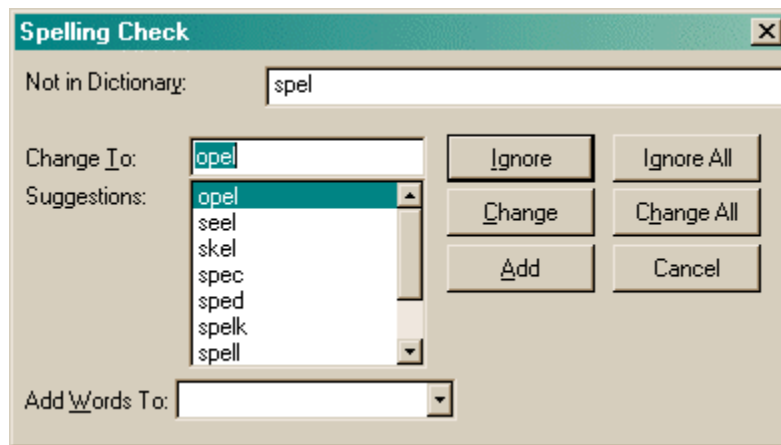 Spelling Check
Not in Dictionary: spel
Change To: opel Ignore Ignore All
Suggestions: opel Change Change All
seel
skel
spec Add Cancel
sped
spelk
spell
Add Words To: